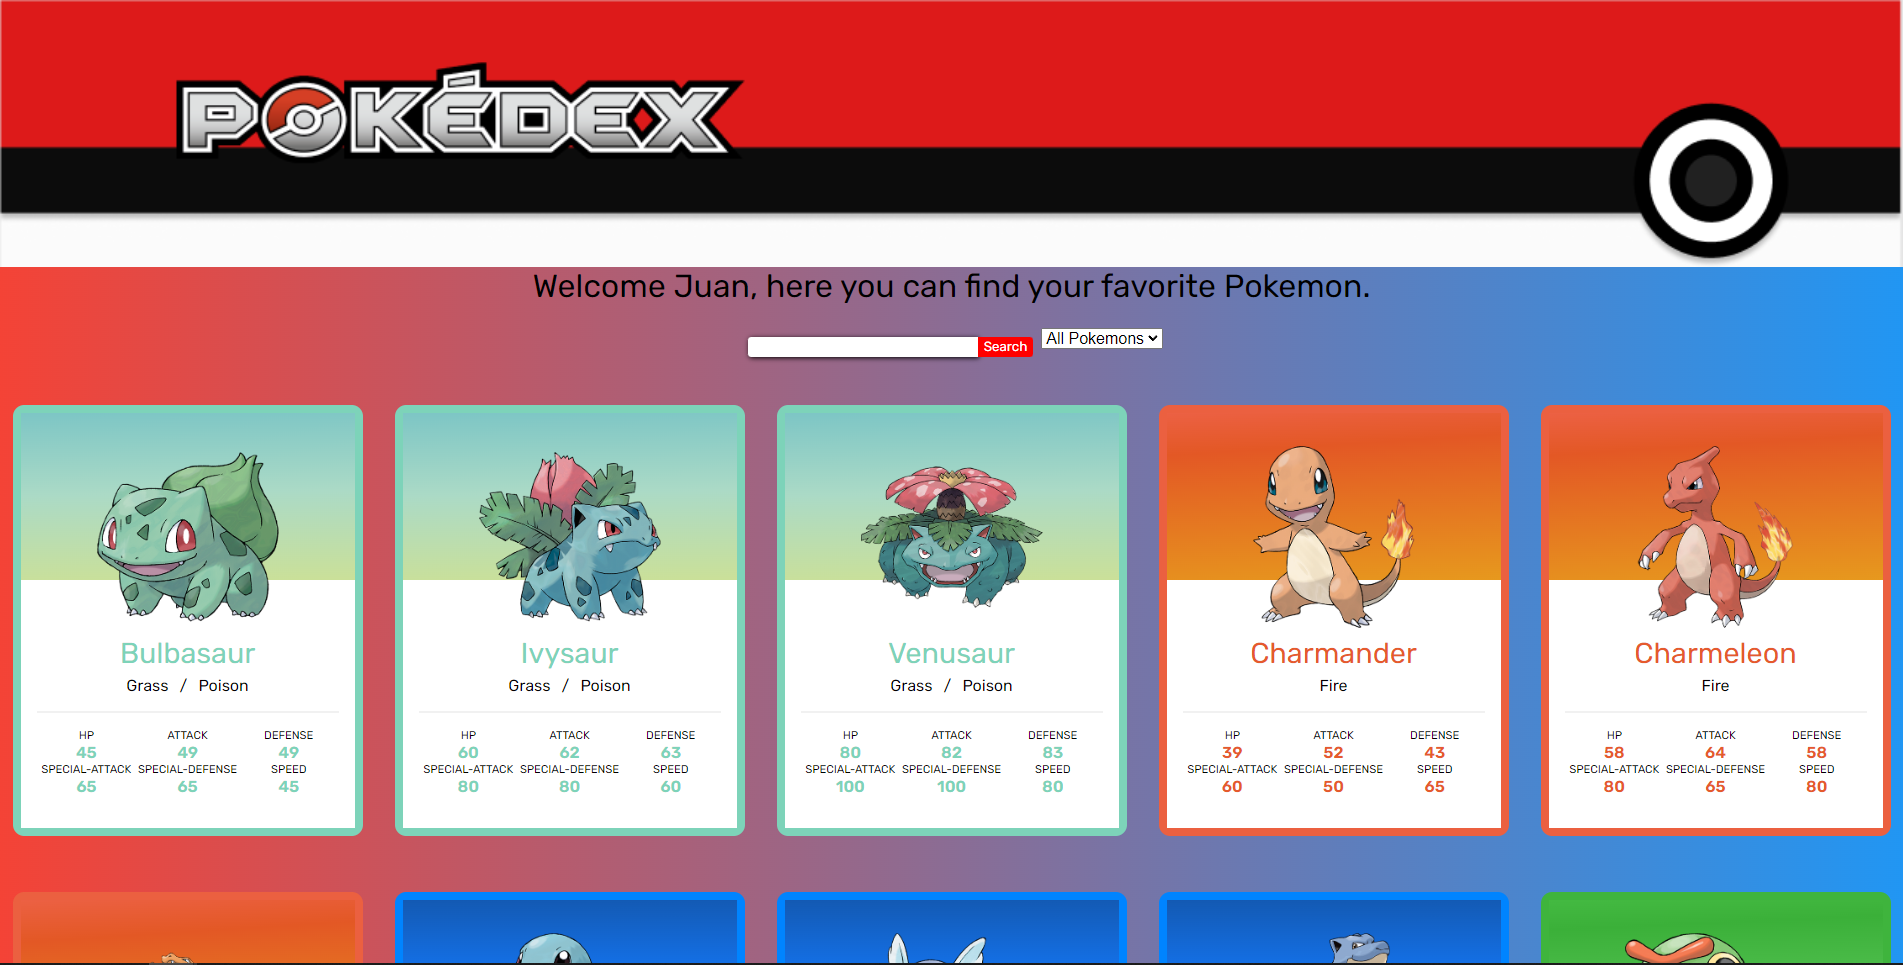 POKÉDEX
Welcome Juan, here you can find your favorite Pokemon.
Search All Pokemons
Bulbasaur
Grass / Poison
HP ATTACK DEFENSE
45 49 49
SPECIAL-ATTACK SPECIAL-DEFENSE SPEED
65 65 45
Ivysaur
Grass / Poison
HP ATTACK DEFENSE
60 62 63
SPECIAL-ATTACK SPECIAL-DEFENSE SPEED
80 80 60
Venusaur
Grass / Poison
HP ATTACK DEFENSE
80 82 83
SPECIAL-ATTACK SPECIAL-DEFENSE SPEED
100 100 80
Charmander
Fire
HP ATTACK DEFENSE
39 52 43
SPECIAL-ATTACK SPECIAL-DEFENSE SPEED
60 50 65
Charmeleon
Fire
HP ATTACK DEFENSE
58 64 58
SPECIAL-ATTACK SPECIAL-DEFENSE SPEED
80 65 80